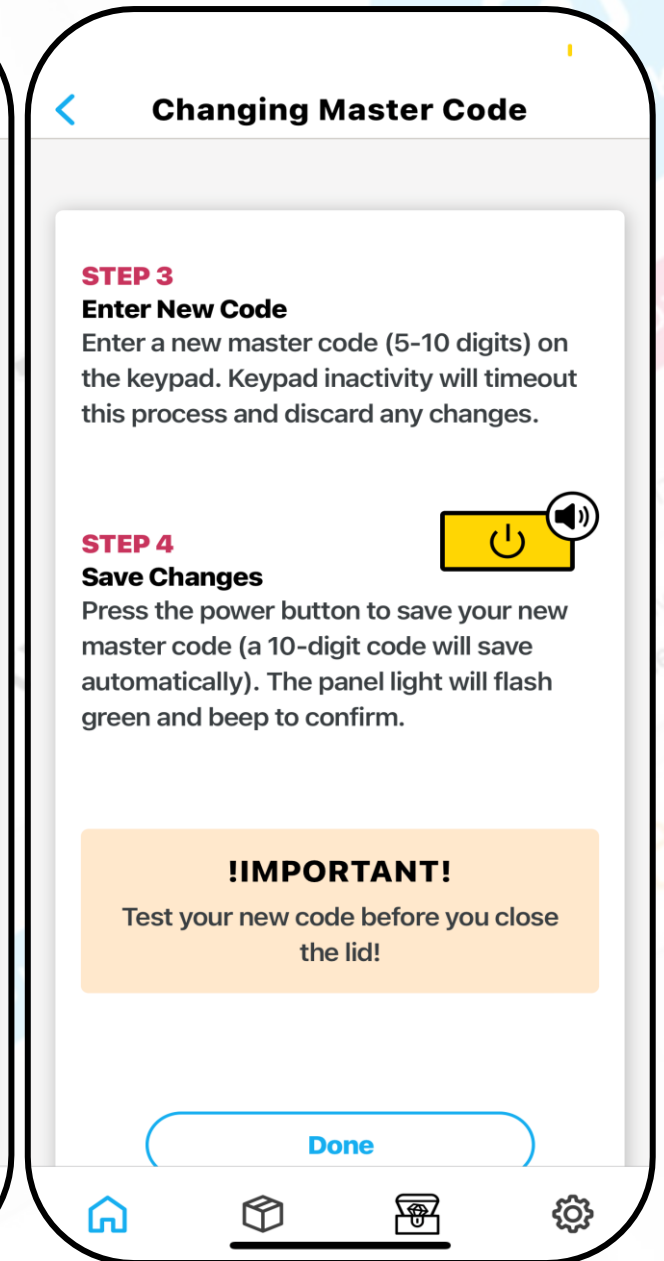 Changing Master Code
STEP 3
Enter New Code
Enter a new master code (5-10 digits) on
the keypad. Keypad inactivity will timeout
this process and discard any changes.
STEP 4
Save Changes
Press the power button to save your new
master code (a 10-digit code will save
automatically). The panel light will flash
green and beep to confirm.
!IMPORTANT!
Test your new code before you close
the lid!
Done